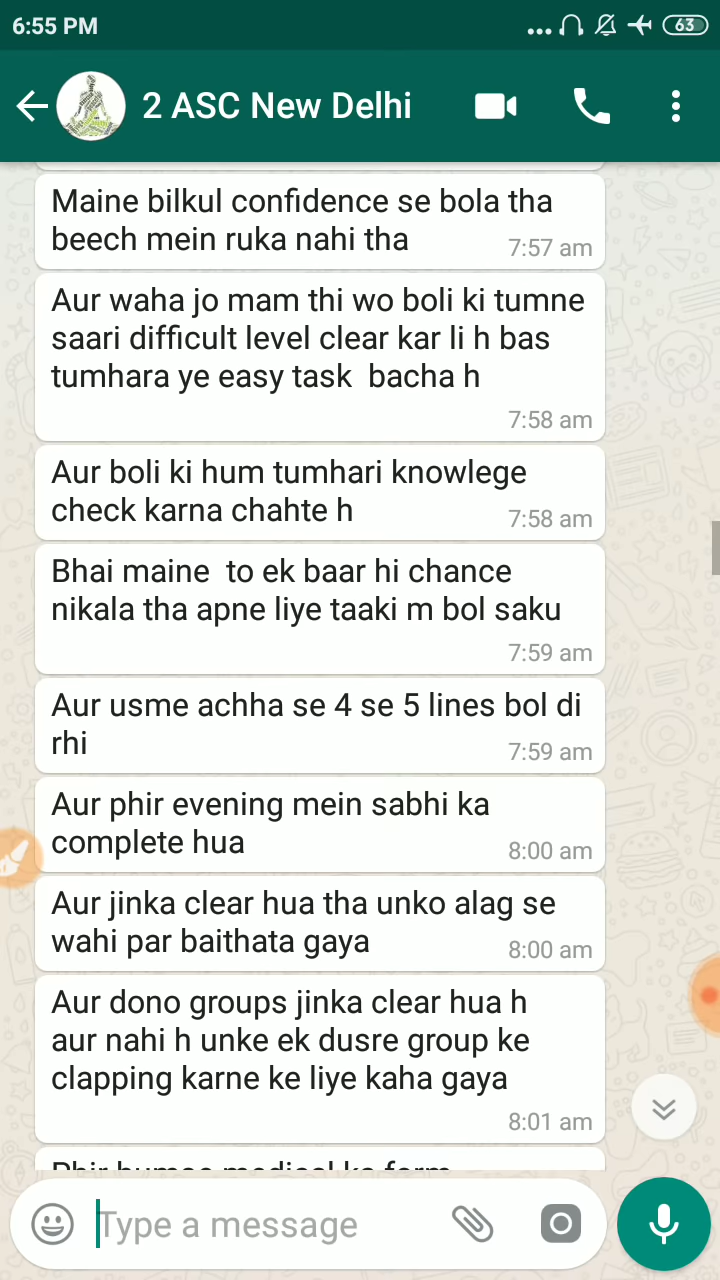 6:55 PM
63
2 ASC New Delhi
Maine bilkul confidence se bola tha
beech mein ruka nahi tha
7:57 am
Aur waha jo mam thi wo boli ki tumne
saari difficult level clear kar li h bas
tumhara ye easy task bacha h
7:58 am
Aur boli ki hum tumhari knowlege
check karna chahte h
7:58 am
Bhai maine to ek baar hi chance
nikala tha apne liye taaki m bol saku
7:59 am
Aur usme achha se 4 se 5 lines bol di
rhi
7:59 am
Aur phir evening mein sabhi ka
complete hua
8:00 am
Aur jinka clear hua tha unko alag se
wahi par baithata gaya
8:00 am
Aur dono groups jinka clear hua h
aur nahi h unke ek dusre group ke
clapping karne ke liye kaha gaya
8:01 am
Phir humse medical ka form
Type a message